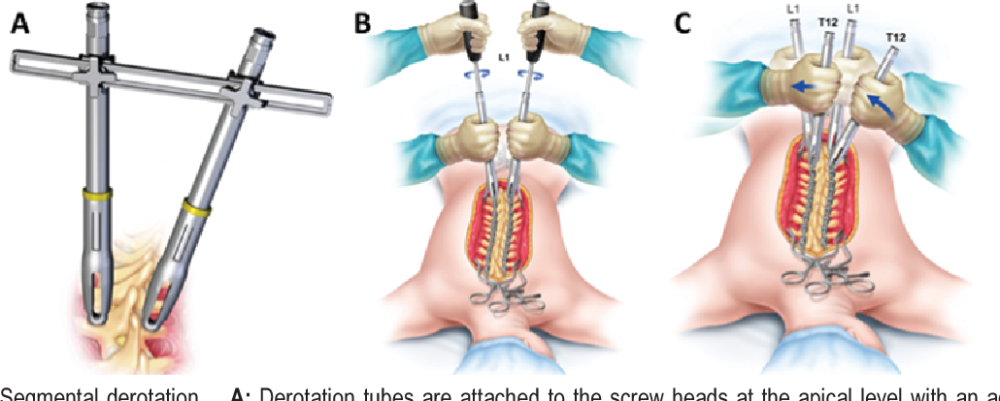 A
B
C
L1
L1
L1
T12
T12
Segmental derotation. A: Derotation tubes are attached to the screw heads at the apical level with an a